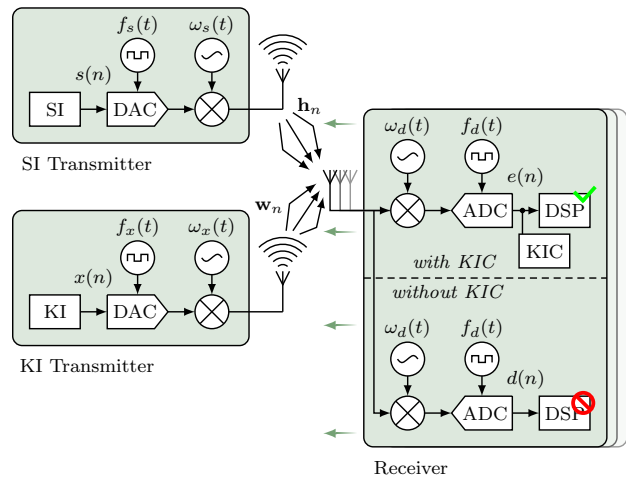 f_s(t)
ω_s(t)
s(n)
SI
DAC
SI Transmitter
h_n
w_n
f_x(t)
ω_x(t)
x(n)
KI
DAC
KI Transmitter
ω_d(t)
f_d(t)
e(n)
ADC
DSP
KIC
with KIC
without KIC
ω_d(t)
f_d(t)
d(n)
ADC
DSP
Receiver